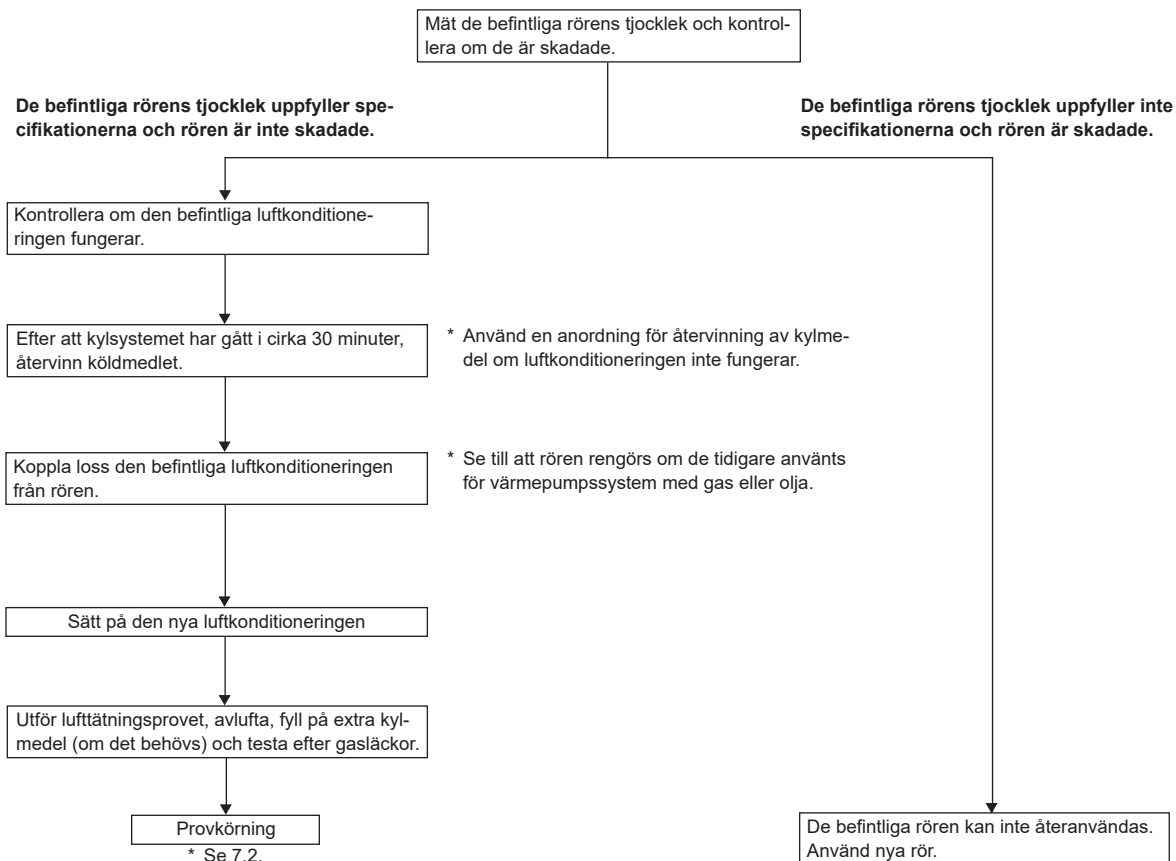 Mät de befintliga rörens tjocklek och kontrol-
lera om de är skadade.
De befintliga rörens tjocklek uppfyller spe-
cifikationerna och rören är inte skadade.
De befintliga rörens tjocklek uppfyller inte
specifikationerna och rören är skadade.
Kontrollera om den befintliga luftkonditione-
ringen fungerar.
Efter att kylsystemet har gått i cirka 30 minuter,
återvinn köldmedlet.
* Använd en anordning för återvinning av kylme-
del om luftkonditioneringen inte fungerar.
Koppla loss den befintliga luftkonditioneringen
från rören.
* Se till att rören rengörs om de tidigare använts
för värmepumpssystem med gas eller olja.
Sätt på den nya luftkonditioneringen
Utför lufttätningsprovet, avlufta, fyll på extra kyl-
medel (om det behövs) och testa efter gasläckor.
Provkörning
* Se 7.2.
De befintliga rören kan inte återanvändas.
Använd nya rör.